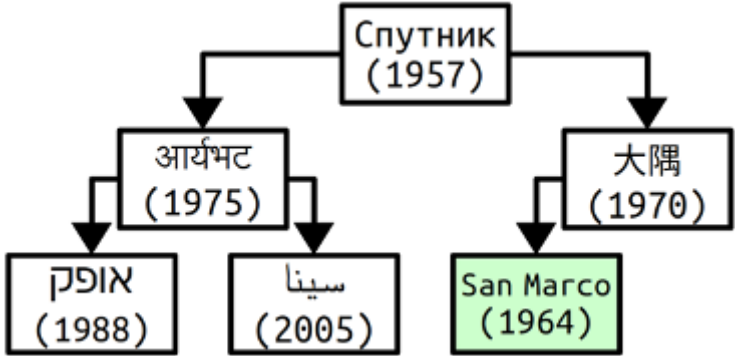 Спутник
(1957)
आर्यभट
(1975)
大隅
(1970)
אופק
(1988)
سينا
(2005)
San Marco
(1964)